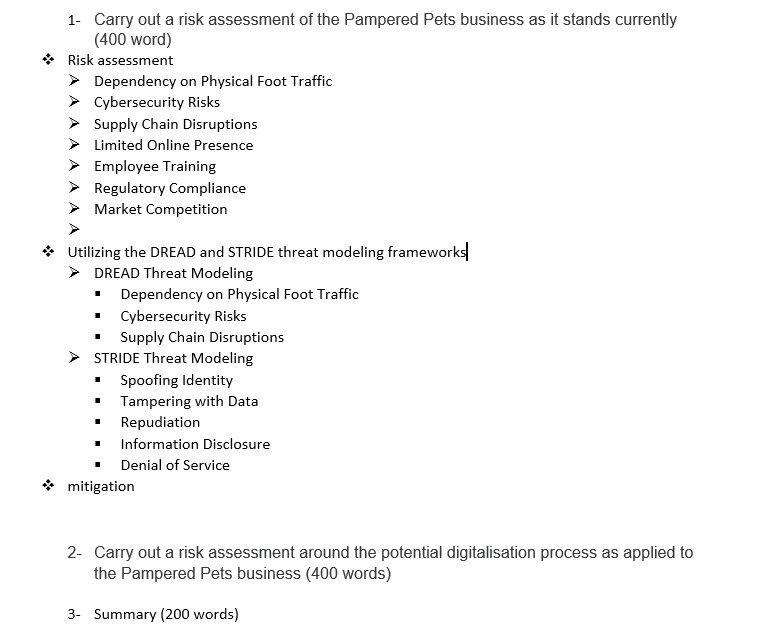 1- Carry out a risk assessment of the Pampered Pets business as it stands currently
(400 word)
❖ Risk assessment
➢ Dependency on Physical Foot Traffic
➢ Cybersecurity Risks
➢ Supply Chain Disruptions
➢ Limited Online Presence
➢ Employee Training
➢ Regulatory Compliance
➢ Market Competition
➢
❖ Utilizing the DREAD and STRIDE threat modeling frameworks
➢ DREAD Threat Modeling
▪ Dependency on Physical Foot Traffic
▪ Cybersecurity Risks
▪ Supply Chain Disruptions
➢ STRIDE Threat Modeling
▪ Spoofing Identity
▪ Tampering with Data
▪ Repudiation
▪ Information Disclosure
▪ Denial of Service
❖ mitigation
2- Carry out a risk assessment around the potential digitalisation process as applied to
the Pampered Pets business (400 words)
3- Summary (200 words)